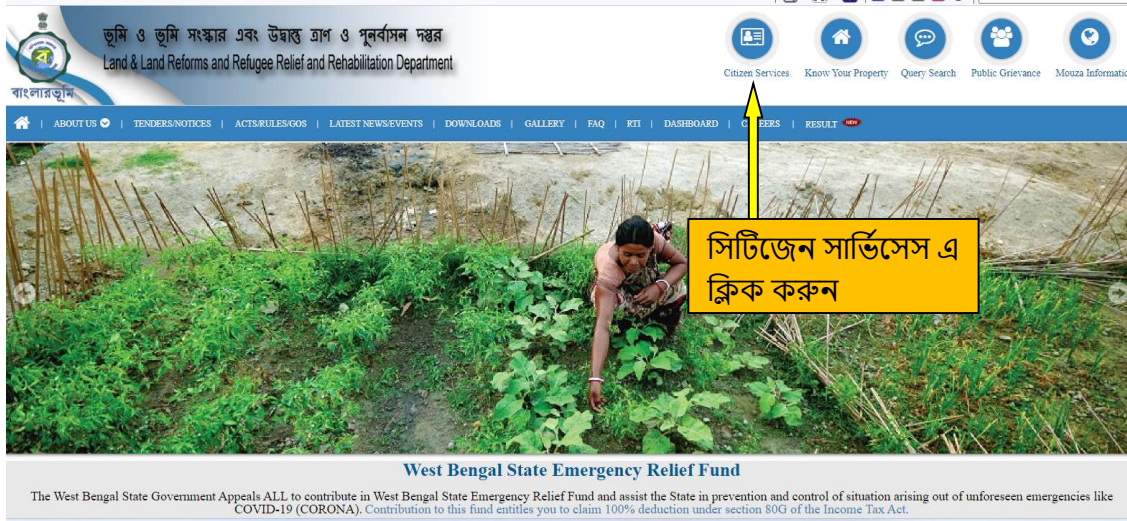 ভূমি ও ভূমি সংস্কার এবং উদ্বাস্তু ত্রাণ ও পুনর্বাসন দপ্তর
Land & Land Reforms and Refugee Relief and Rehabilitation Department
বাংলারভূমি
Citizen Services Know Your Property Query Search Public Grievance Mouza Informatio
ABOUT US | TENDERS/NOTICES | ACTS/RULES/GOS | LATEST NEWS/EVENTS | DOWNLOADS | GALLERY | FAQ | RTI | DASHBOARD | | RESULT NEW
সিটিজেন সার্ভিসেস এ
ক্লিক করুন
West Bengal State Emergency Relief Fund
The West Bengal State Government Appeals ALL to contribute in West Bengal State Emergency Relief Fund and assist the State in prevention and control of situation arising out of unforeseen emergencies like
COVID-19 (CORONA). Contribution to this fund entitles you to claim 100% deduction under section 80G of the Income Tax Act.